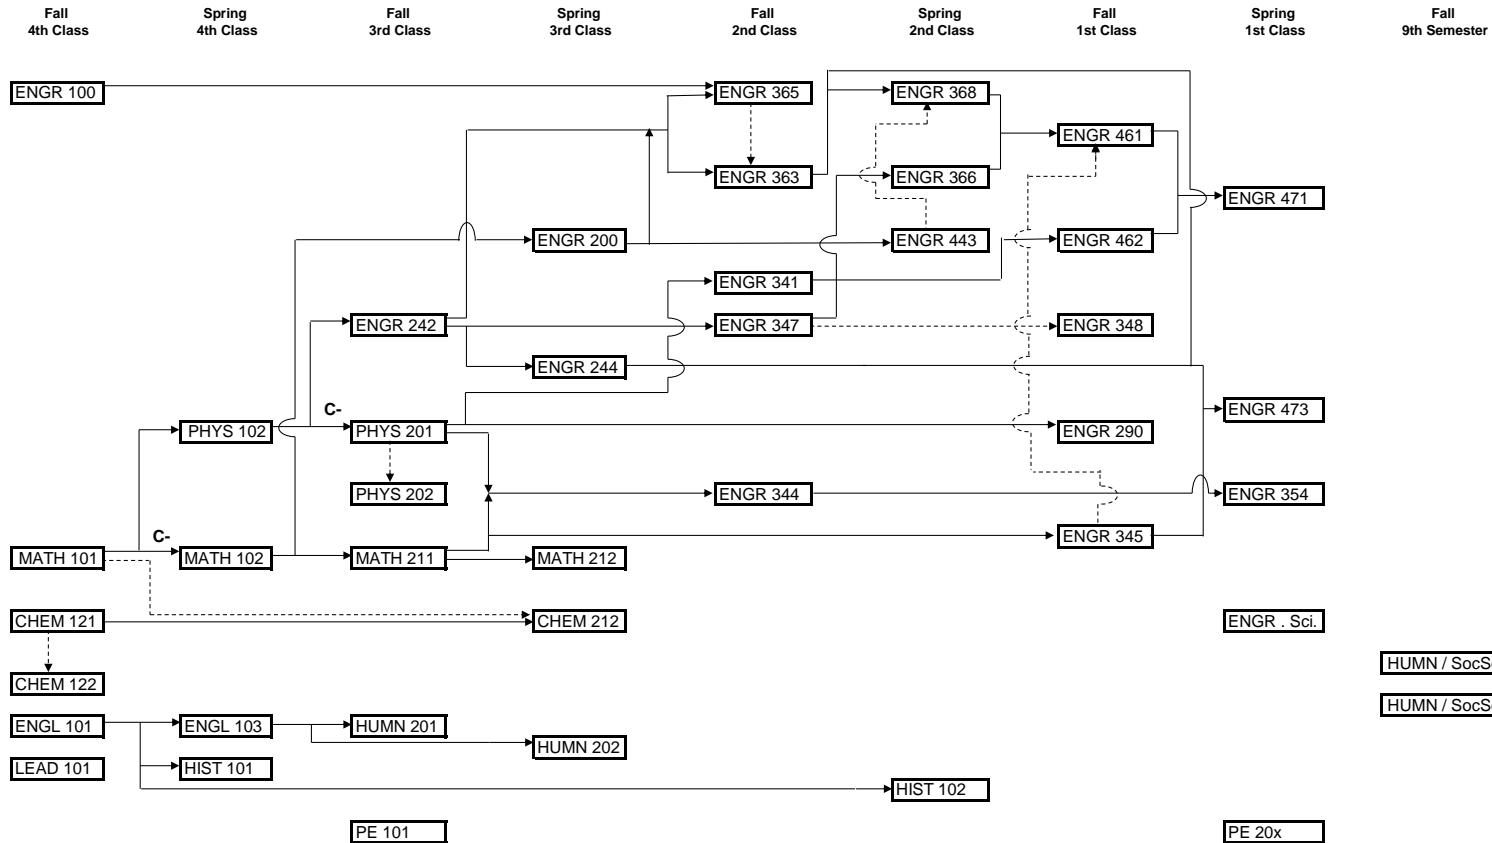 Fall Spring Fall Spring Fall Spring Fall Spring Fall
4th Class 4th Class 3rd Class 3rd Class 2nd Class 2nd Class 1st Class 1st Class 9th Semester
ENGR 100 ENGR 365 ENGR 368
ENGR 461
ENGR 363 ENGR 366
ENGR 471
ENGR 200 ENGR 443 ENGR 462
ENGR 341
ENGR 242 ENGR 347 ENGR 348
ENGR 244
C- ENGR 473
PHYS 102 PHYS 201 ENGR 290
PHYS 202 ENGR 344 ENGR 354
C- ENGR 345
MATH 101 MATH 102 MATH 211 MATH 212
CHEM 121 CHEM 212 ENGR . Sci.
HUMN / SocS
CHEM 122
HUMN / SocS
ENGL 101 ENGL 103 HUMN 201
HUMN 202
LEAD 101 HIST 101
HIST 102
PE 101 PE 20x